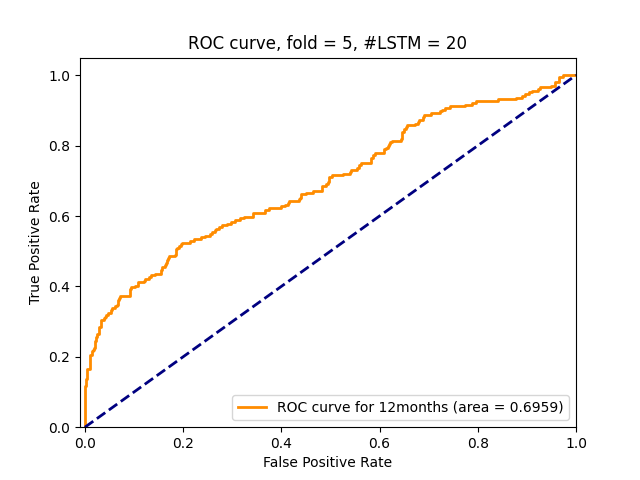 ROC curve, fold = 5, #LSTM = 20
True Positive Rate
1.0
0.8
0.6
0.4
0.2
0.0
ROC curve for 12months (area = 0.6959)
0.0 0.2 0.4 0.6 0.8 1.0
False Positive Rate